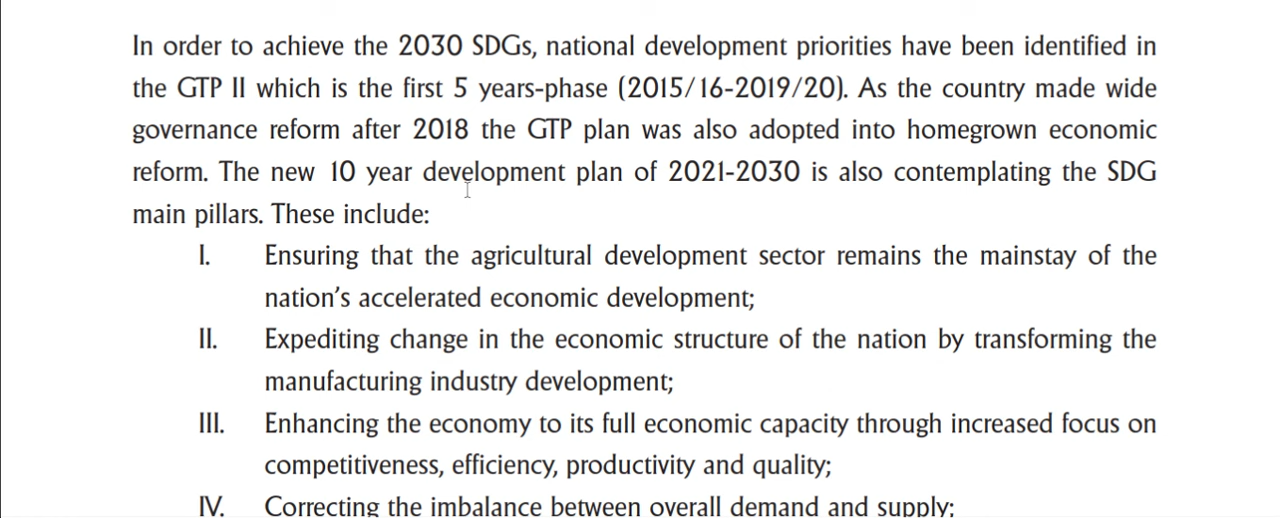 In order to achieve the 2030 SDGs, national development priorities have been identified in
the GTP II which is the first 5 years-phase (2015/16-2019/20). As the country made wide
governance reform after 2018 the GTP plan was also adopted into homegrown economic
reform. The new 10 year development plan of 2021-2030 is also contemplating the SDG
main pillars. These include:
I. Ensuring that the agricultural development sector remains the mainstay of the
nation’s accelerated economic development;
II. Expediting change in the economic structure of the nation by transforming the
manufacturing industry development;
III. Enhancing the economy to its full economic capacity through increased focus on
competitiveness, efficiency, productivity and quality;
IV. Correcting the imbalance between overall demand and supply;